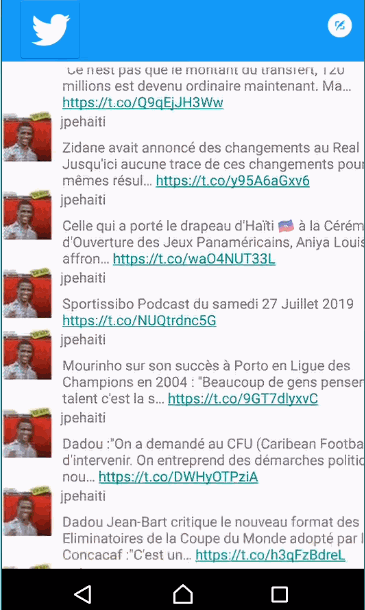 "Ce n'est pas que le montant du transfert, 120
millions est devenu ordinaire maintenant. Ma...
https://t.co/Q9qEjJH3Ww
jpehaiti
Zidane avait annoncé des changements au Real
Jusqu'ici aucune trace de ces changements pour
mêmes résul... https://t.co/y95A6aGxv6
jpehaiti
Celle qui a porté le drapeau d'Haïti 🇭🇹 à la Cérém
d'Ouverture des Jeux Panaméricains, Aniya Louis
affron... https://t.co/waO4NUT33L
jpehaiti
Sportissibo Podcast du samedi 27 Juillet 2019
https://t.co/NUQtrdnc5G
jpehaiti
Mourinho sur son succès à Porto en Ligue des
Champions en 2004 : "Beaucoup de gens penser
talent c'est la s... https://t.co/9GT7dlyxvC
jpehaiti
Dadou :"On a demandé au CFU (Caribean Footba
d'intervenir. On entreprend des démarches politic
nou... https://t.co/DWHyOTPziA
jpehaiti
Dadou Jean-Bart critique le nouveau format des
Eliminatoires de la Coupe du Monde adopté par l
Concacaf :"C'est un... https://t.co/h3qFzBdreL